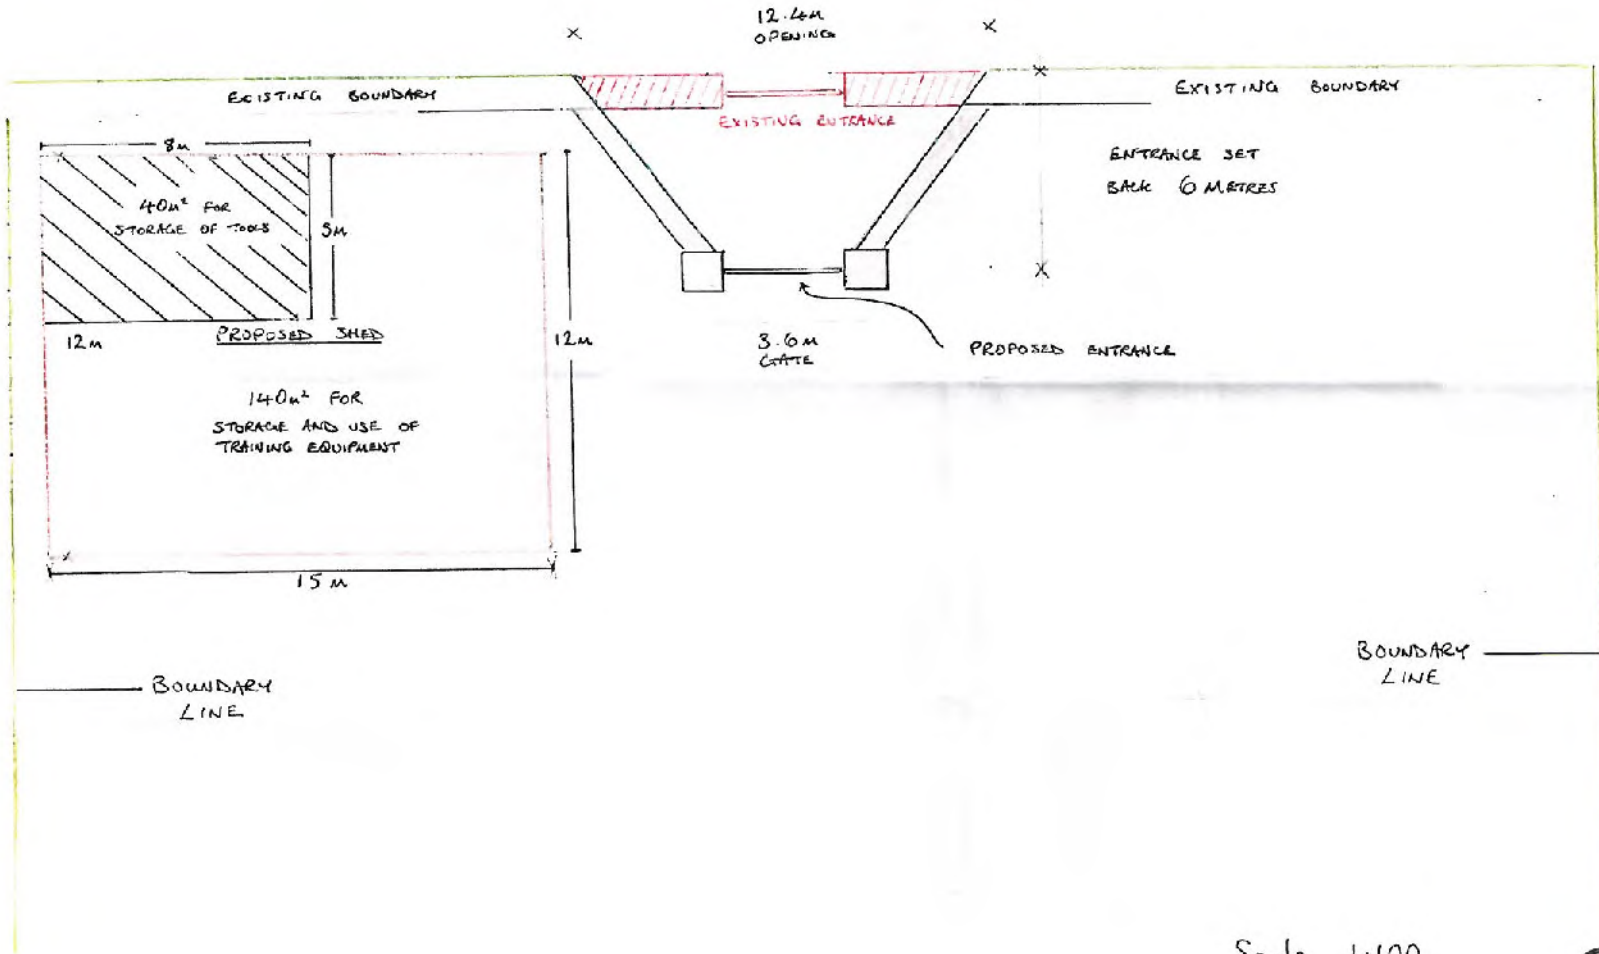 12.4M
OPENING
EXISTING BOUNDARY
EXISTING BOUNDARY
EXISTING ENTRANCE
8M
ENTRANCE SET
BACK 6 METRES
40M² FOR
STORAGE OF TOOLS
5M
12M
PROPOSED SHED
12M
3.6M
GATE
PROPOSED ENTRANCE
140M² FOR
STORAGE AND USE OF
TRAINING EQUIPMENT
15M
BOUNDARY
LINE
BOUNDARY
LINE